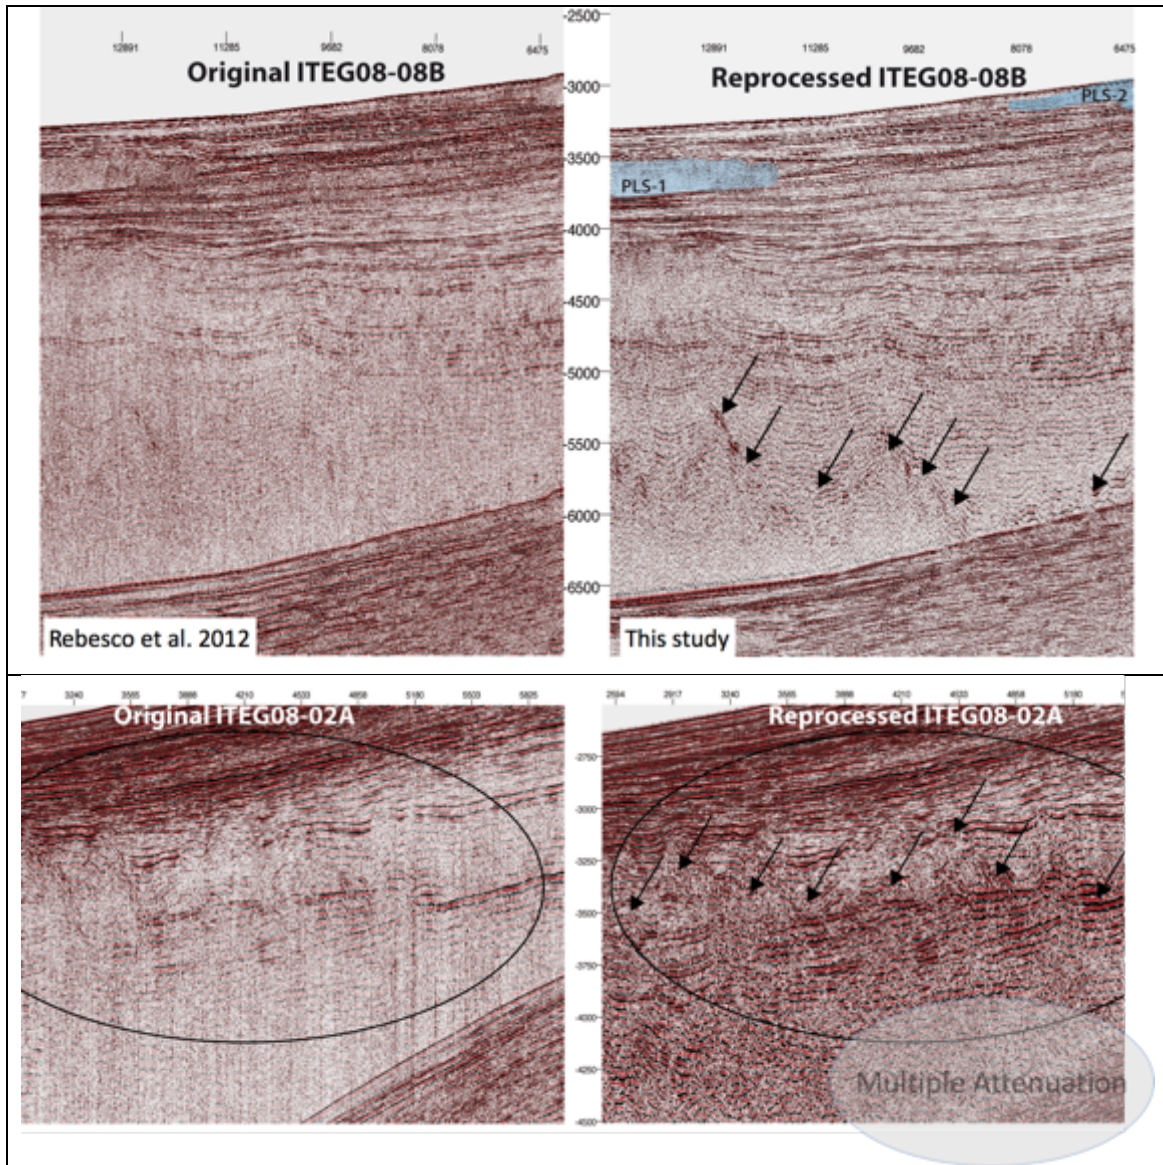 -2500
12891 11285 9682 8078 6475
12891 11285 9682 8078 6475
Original ITEG08-08B
Reprocessed ITEG08-08B
-3000
PLS-2
-3500
PLS-1
-4000
-4500
-5000
-5500
-6000
-6500
Rebesco et al. 2012
This study
3240 3565 3888 4210 4533 4858 5180 5503 5825
2594 2917 3240 3565 3888 4210 4533 4858 5180
Original ITEG08-02A
Reprocessed ITEG08-02A
-2750
-3000
-3250
-3500
-3750
-4000
-4250
-4500
Multiple Attenuation